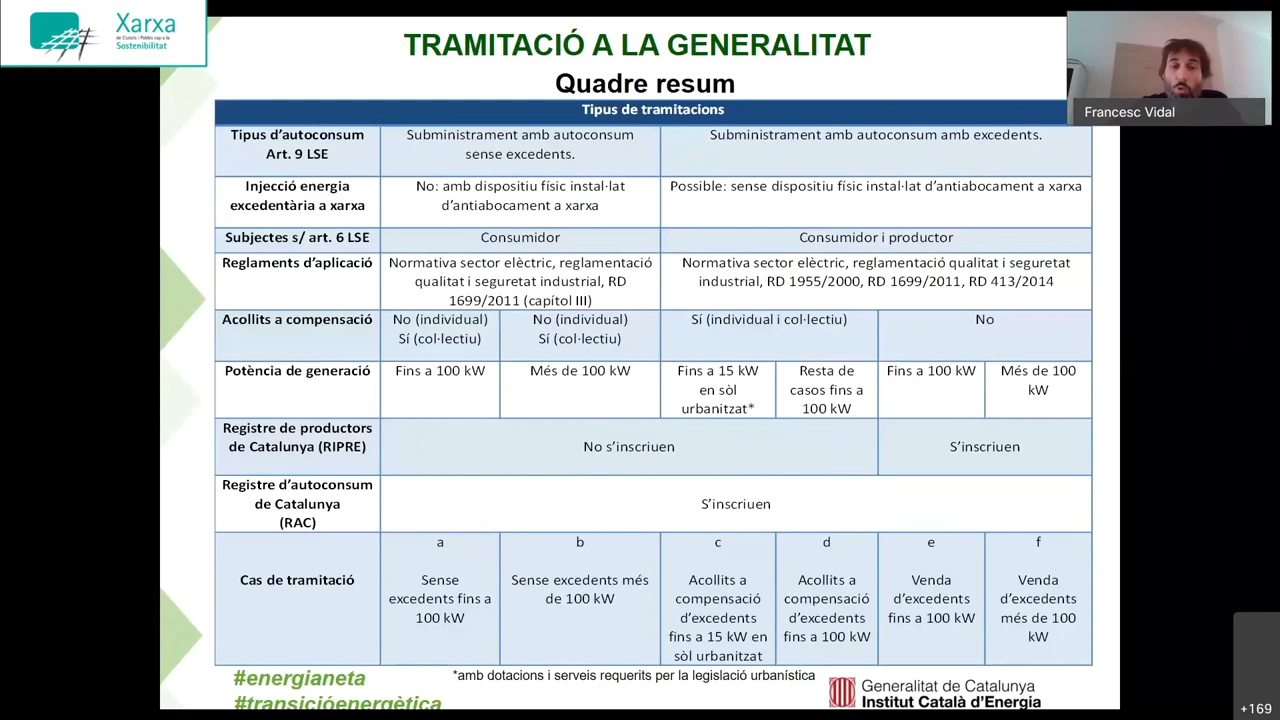 Xarxa
de Ciutats i Pobles cap a la
Sostenibilitat
TRAMITACIÓ A LA GENERALITAT
Quadre resum
Francesc Vidal
Tipus de tramitacions
Tipus d'autoconsum
Art. 9 LSE
Subministrament amb autoconsum
sense excedents.
Subministrament amb autoconsum amb excedents.
Injecció energia
excedentària a xarxa
No: amb dispositiu físic instal·lat
d'antiabocament a xarxa
Possible: sense dispositiu físic instal·lat d'antiabocament a xarxa
Subjectes s/ art. 6 LSE
Consumidor
Consumidor i productor
Reglaments d'aplicació
Normativa sector elèctric, reglamentació
qualitat i seguretat industrial, RD
1699/2011 (capítol III)
Normativa sector elèctric, reglamentació qualitat i seguretat
industrial, RD 1955/2000, RD 1699/2011, RD 413/2014
Acollits a compensació
No (individual)
Sí (col·lectiu)
No (individual)
Sí (col·lectiu)
Sí (individual i col·lectiu)
No
Potència de generació
Fins a 100 kW
Més de 100 kW
Fins a 15 kW
en sòl
urbanitzat*
Resta de
casos fins a
100 kW
Fins a 100 kW
Més de 100
kW
Registre de productors
de Catalunya (RIPRE)
No s'inscriuen
S'inscriuen
Registre d'autoconsum
de Catalunya
(RAC)
S'inscriuen
Cas de tramitació
a
Sense
excedents fins a
100 kW
b
Sense excedents més
de 100 kW
c
Acollits a
compensació
d'excedents
fins a 15 kW en
sòl urbanitzat
d
Acollits a
compensació
d'excedents
fins a 100 kW
e
Venda
d'excedents
fins a 100 kW
f
Venda
d'excedents
més de 100
kW
*amb dotacions i serveis requerits per la legislació urbanística
#energianeta
#transicióenergètica
Generalitat de Catalunya
Institut Català d'Energia
+169